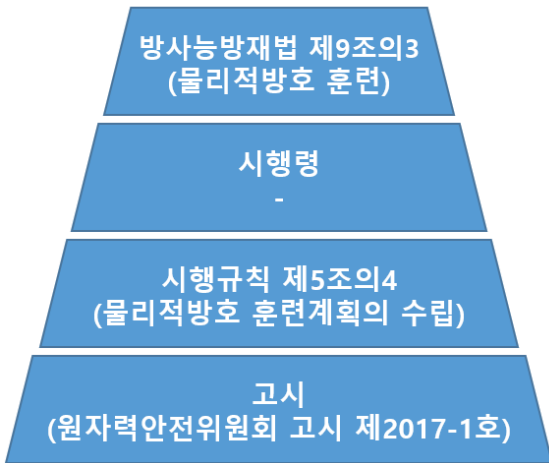 방사능방재법 제9조의3
(물리적방호 훈련)
시행령
-
시행규칙 제5조의4
(물리적방호 훈련계획의 수립)
고시
(원자력안전위원회 고시 제2017-1호)